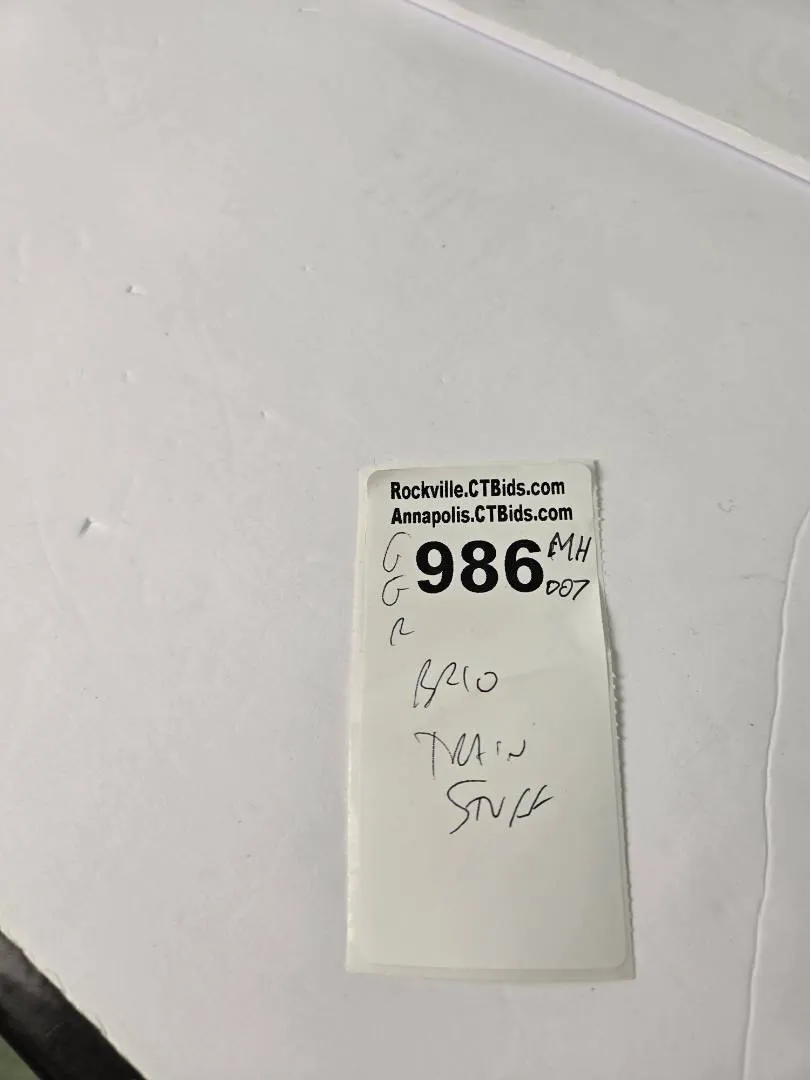 Rockville.CTBids.com
Annapolis.CTBids.com
G 986 MH
G 007
R
BRIO
TRAIN
STUFF